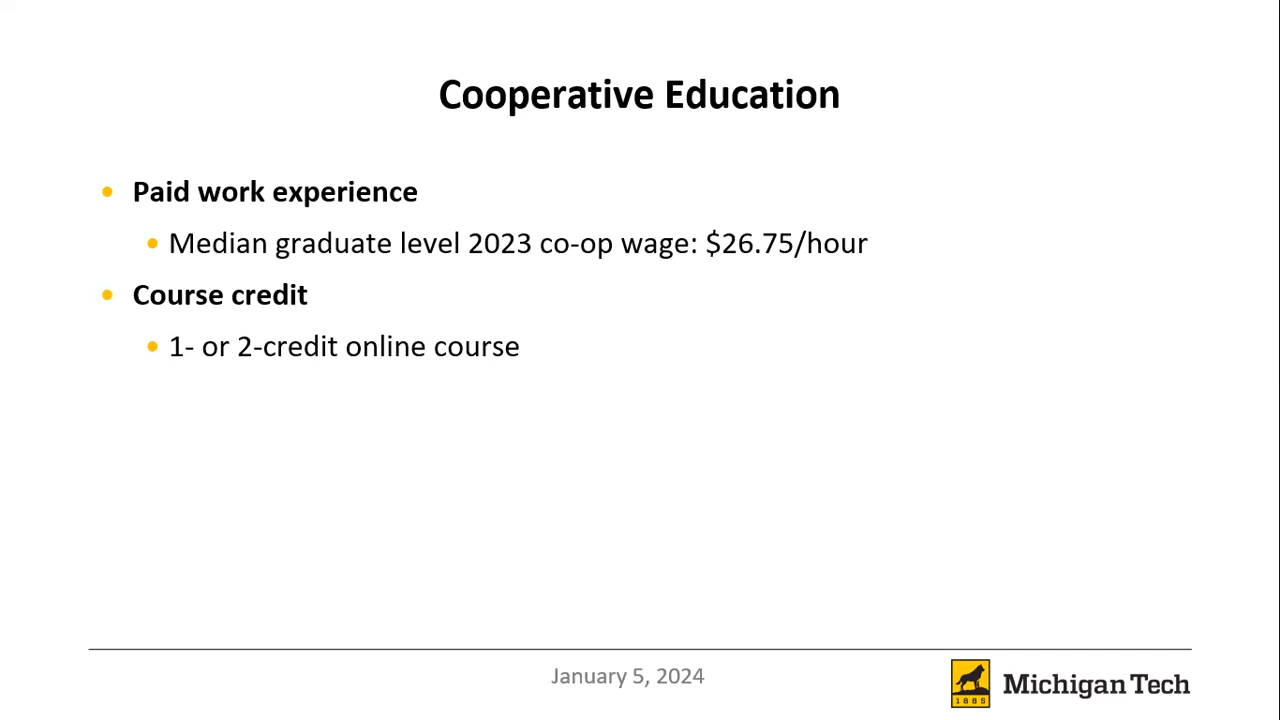 Cooperative Education
• Paid work experience
• Median graduate level 2023 co-op wage: $26.75/hour
• Course credit
• 1- or 2-credit online course
January 5, 2024
1885
Michigan Tech